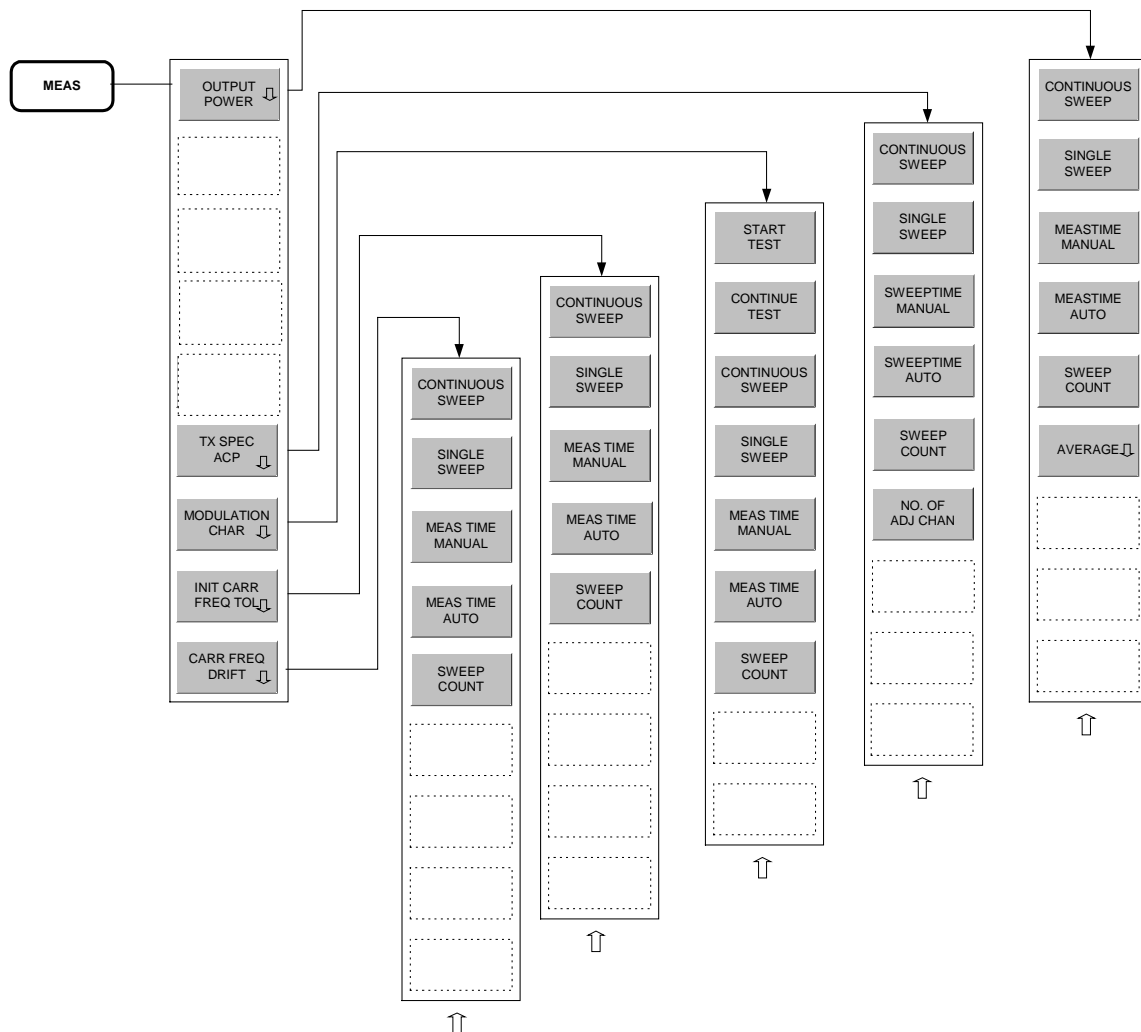 MEAS
OUTPUT
POWER
TX SPEC
ACP
MODULATION
CHAR
INIT CARR
FREQ TOL
CARR FREQ
DRIFT
CONTINUOUS
SWEEP
SINGLE
SWEEP
MEAS TIME
MANUAL
MEAS TIME
AUTO
SWEEP
COUNT
CONTINUOUS
SWEEP
SINGLE
SWEEP
MEAS TIME
MANUAL
MEAS TIME
AUTO
SWEEP
COUNT
START
TEST
CONTINUE
TEST
CONTINUOUS
SWEEP
SINGLE
SWEEP
MEAS TIME
MANUAL
MEAS TIME
AUTO
SWEEP
COUNT
CONTINUOUS
SWEEP
SINGLE
SWEEP
SWEEPTIME
MANUAL
SWEEPTIME
AUTO
SWEEP
COUNT
NO. OF
ADJ CHAN
CONTINUOUS
SWEEP
SINGLE
SWEEP
MEASTIME
MANUAL
MEASTIME
AUTO
SWEEP
COUNT
AVERAGE